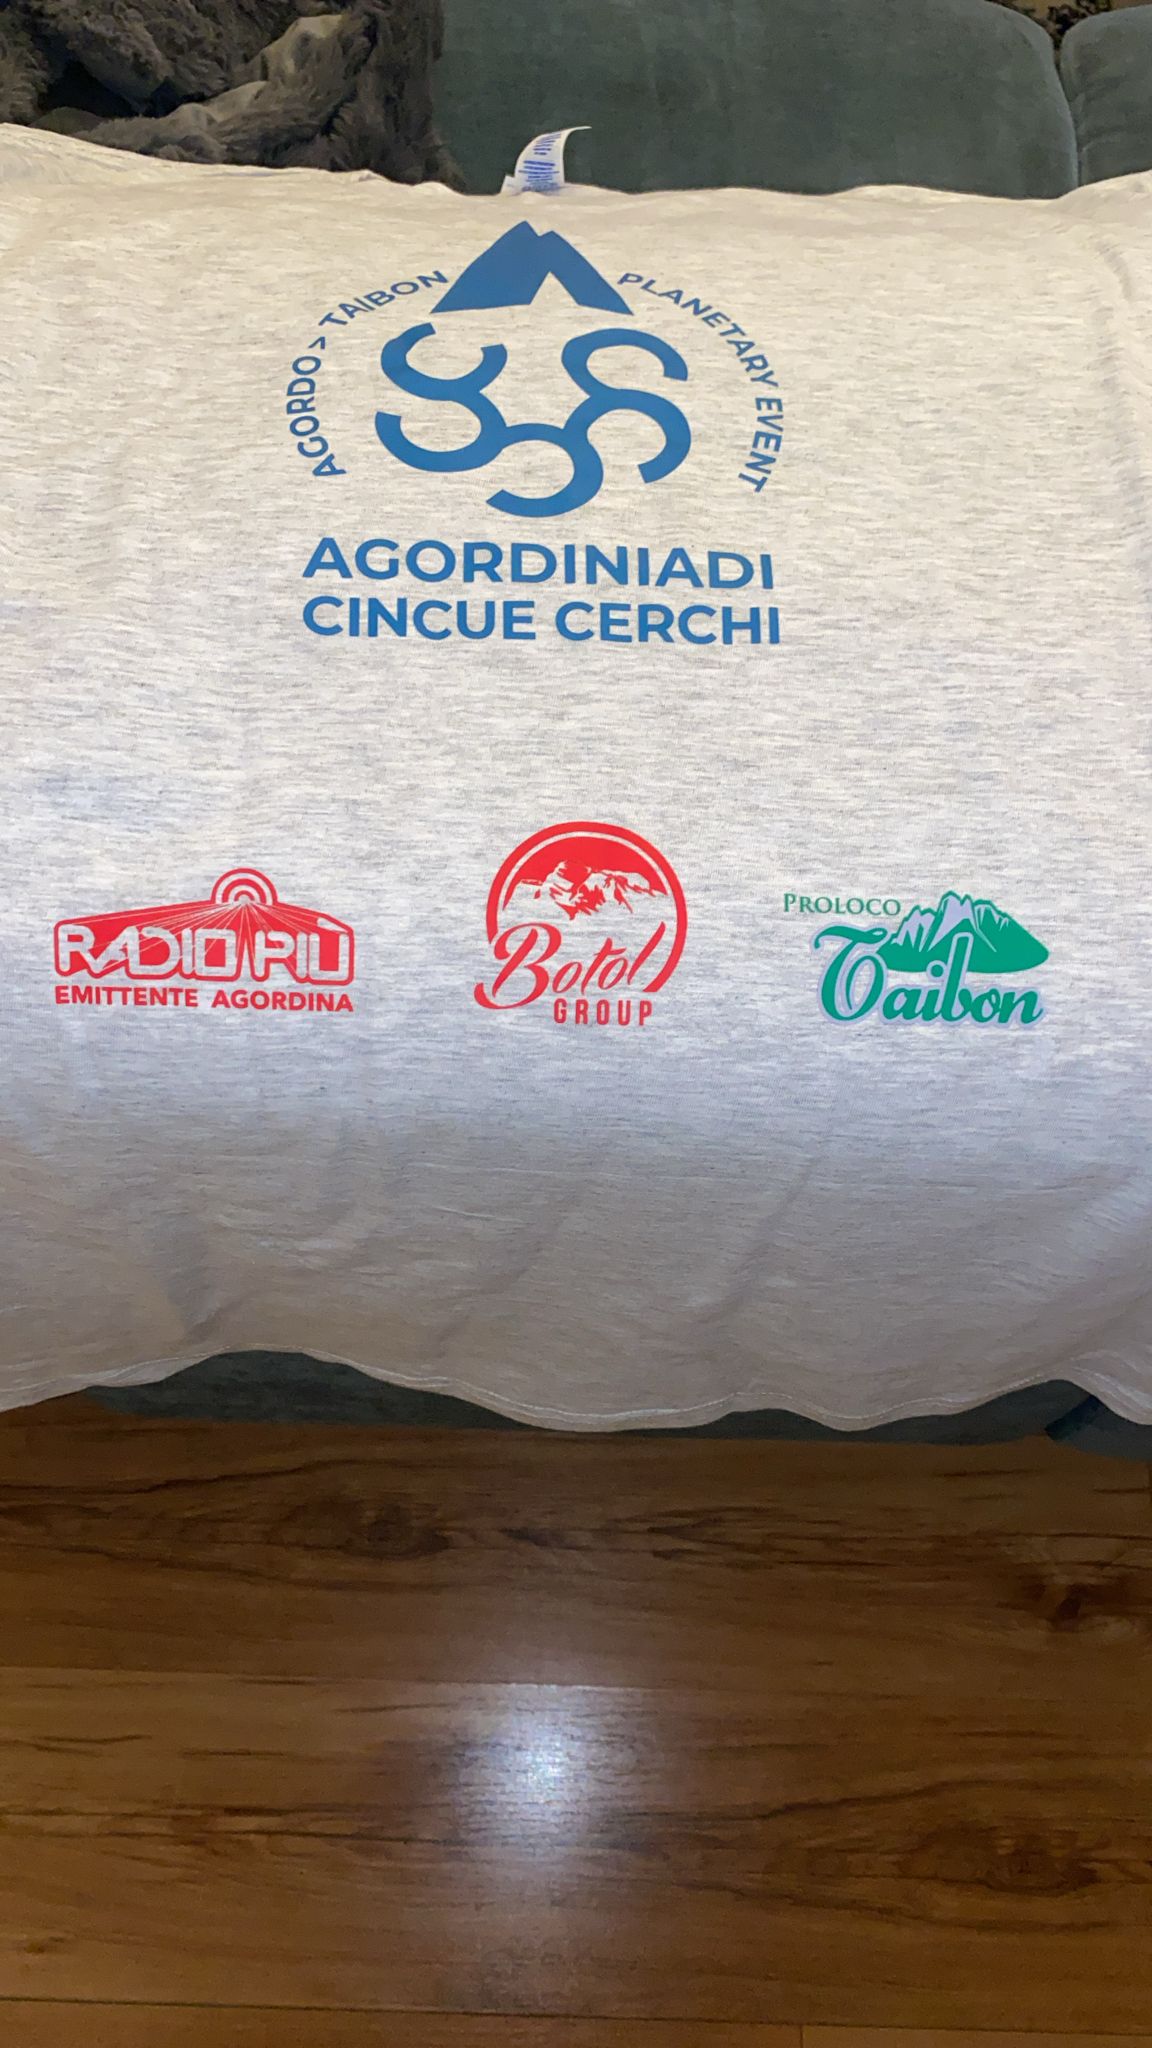 AGORDO > TAIBON
PLANETARY EVENT
AGORDINIADI
CINCUE CERCHI
RADIO PIÙ
EMITTENTE AGORDINA
Botol
GROUP
PROLOCO
Taibon